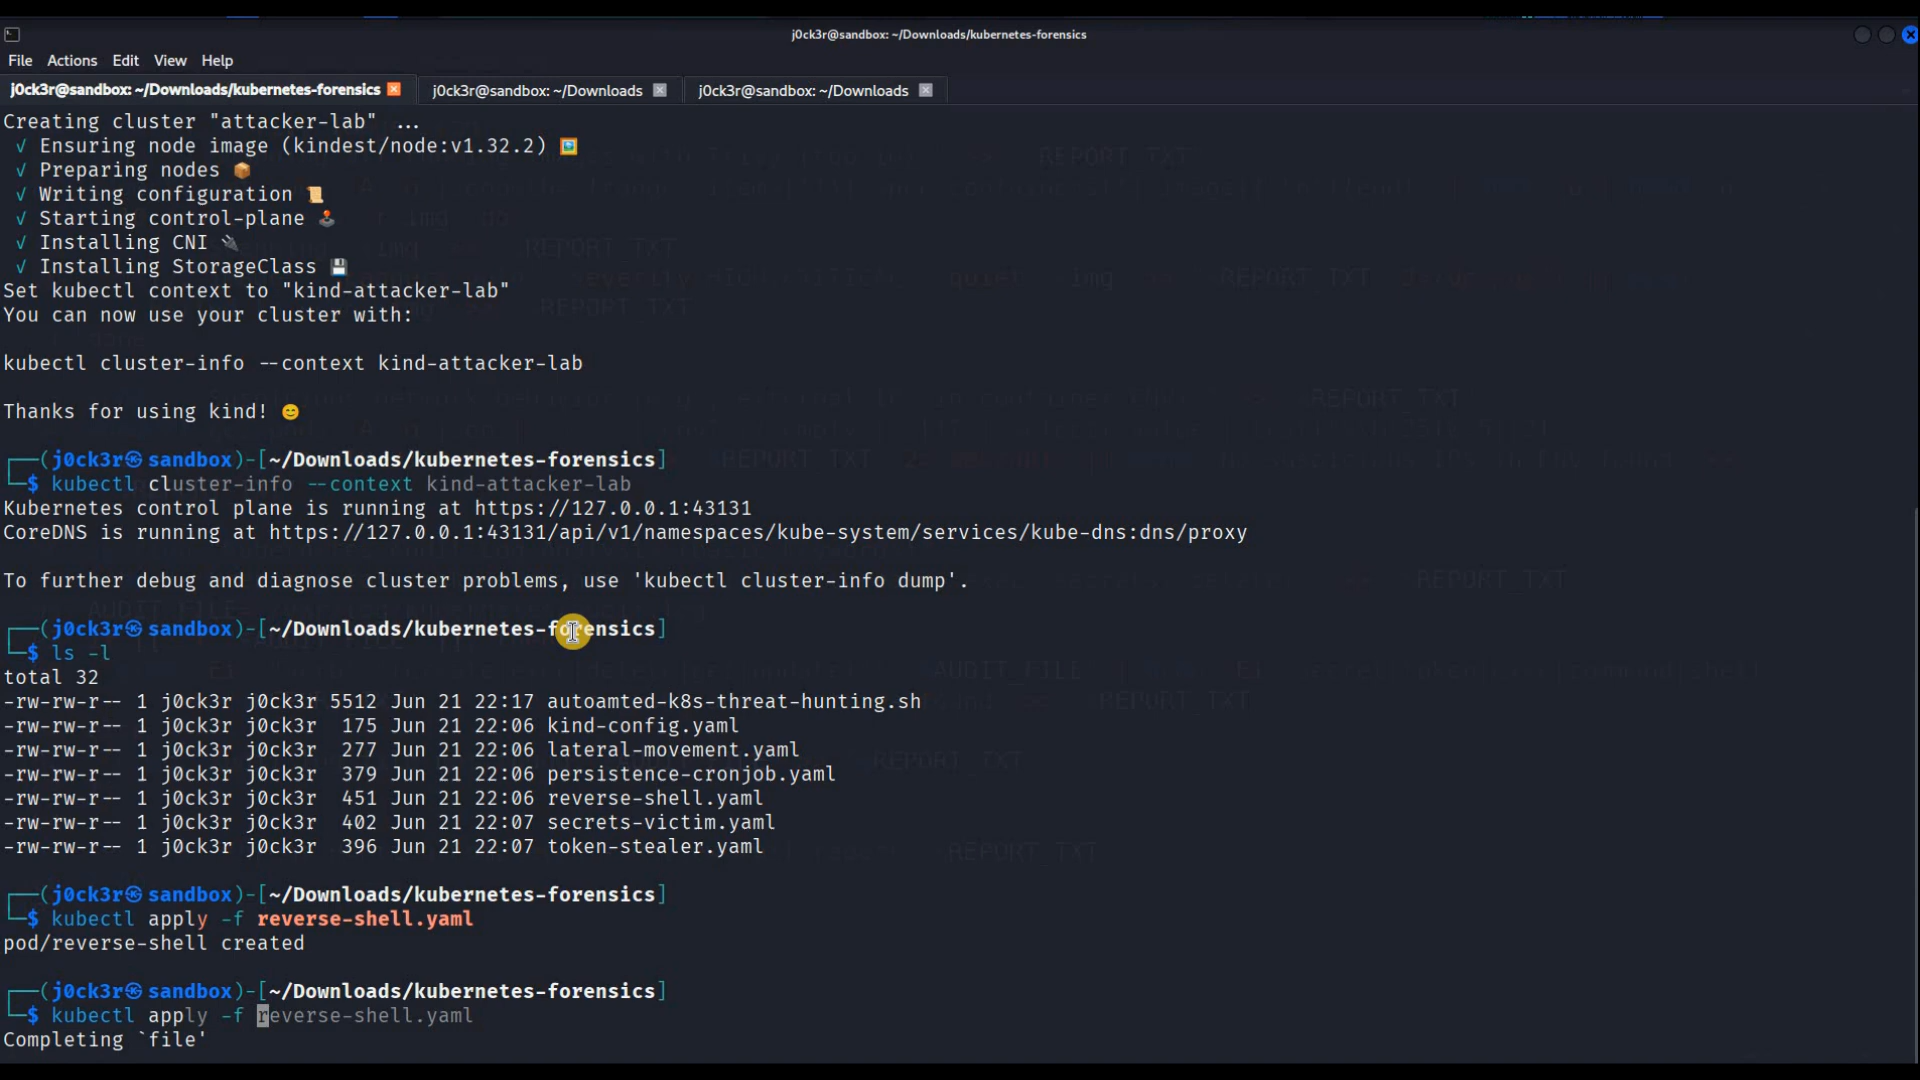 j0ck3r@sandbox: ~/Downloads/kubernetes-forensics
File Actions Edit View Help
j0ck3r@sandbox: ~/Downloads/kubernetes-forensics j0ck3r@sandbox: ~/Downloads j0ck3r@sandbox: ~/Downloads
Creating cluster "attacker-lab" ...
✓ Ensuring node image (kindest/node:v1.32.2) 🖼
✓ Preparing nodes 📦
✓ Writing configuration 📜
✓ Starting control-plane 🕹
✓ Installing CNI 🔌
✓ Installing StorageClass 💾
Set kubectl context to "kind-attacker-lab"
You can now use your cluster with:
kubectl cluster-info --context kind-attacker-lab
Thanks for using kind! 😊
┌──(j0ck3r㉿sandbox)-[~/Downloads/kubernetes-forensics]
└─$ kubectl cluster-info --context kind-attacker-lab
Kubernetes control plane is running at https://127.0.0.1:43131
CoreDNS is running at https://127.0.0.1:43131/api/v1/namespaces/kube-system/services/kube-dns:dns/proxy
To further debug and diagnose cluster problems, use 'kubectl cluster-info dump'.
┌──(j0ck3r㉿sandbox)-[~/Downloads/kubernetes-forensics]
└─$ ls -l
total 32
-rw-rw-r-- 1 j0ck3r j0ck3r 5512 Jun 21 22:17 autoamted-k8s-threat-hunting.sh
-rw-rw-r-- 1 j0ck3r j0ck3r  175 Jun 21 22:06 kind-config.yaml
-rw-rw-r-- 1 j0ck3r j0ck3r  277 Jun 21 22:06 lateral-movement.yaml
-rw-rw-r-- 1 j0ck3r j0ck3r  379 Jun 21 22:06 persistence-cronjob.yaml
-rw-rw-r-- 1 j0ck3r j0ck3r  451 Jun 21 22:06 reverse-shell.yaml
-rw-rw-r-- 1 j0ck3r j0ck3r  402 Jun 21 22:07 secrets-victim.yaml
-rw-rw-r-- 1 j0ck3r j0ck3r  396 Jun 21 22:07 token-stealer.yaml
┌──(j0ck3r㉿sandbox)-[~/Downloads/kubernetes-forensics]
└─$ kubectl apply -f reverse-shell.yaml
pod/reverse-shell created
┌──(j0ck3r㉿sandbox)-[~/Downloads/kubernetes-forensics]
└─$ kubectl apply -f reverse-shell.yaml
Completing `file'